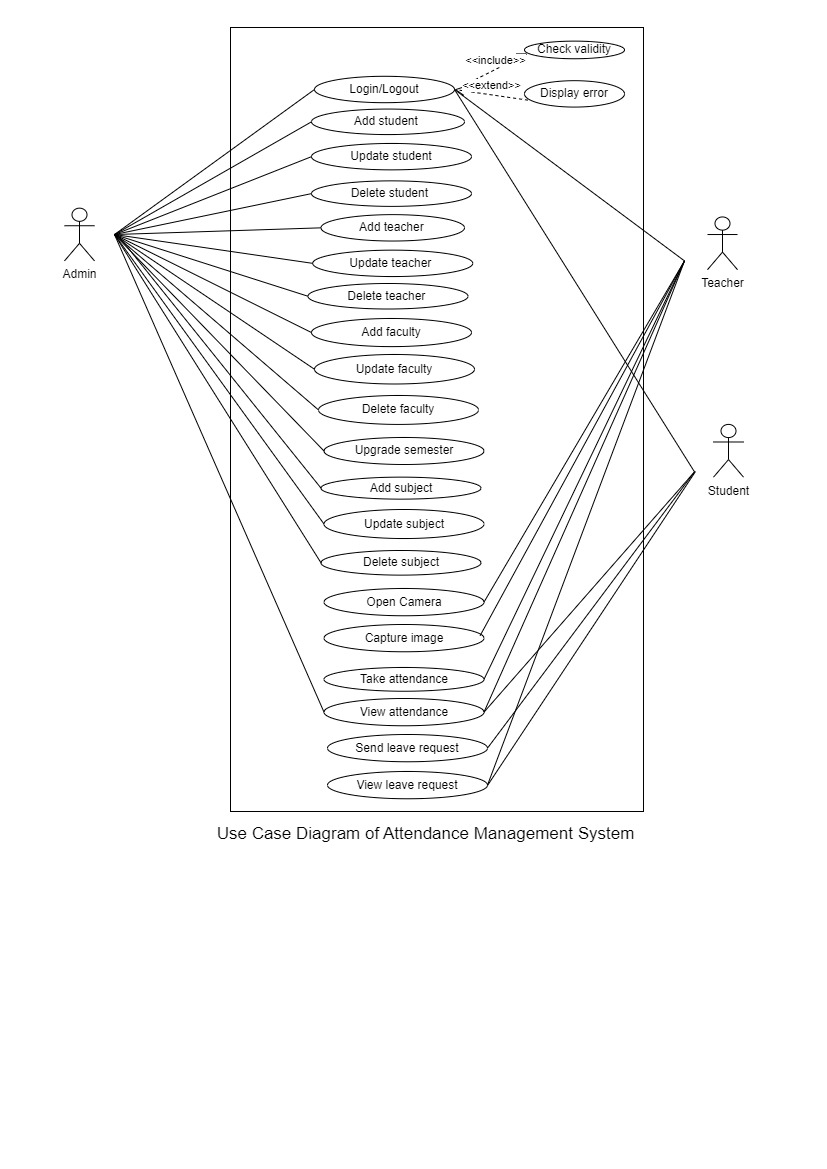 Check validity
<<include>>
<<extend>>
Display error
Login/Logout
Add student
Update student
Delete student
Add teacher
Update teacher
Delete teacher
Add faculty
Update faculty
Delete faculty
Upgrade semester
Add subject
Update subject
Delete subject
Open Camera
Capture image
Take attendance
View attendance
Send leave request
View leave request
Admin
Teacher
Student
Use Case Diagram of Attendance Management System